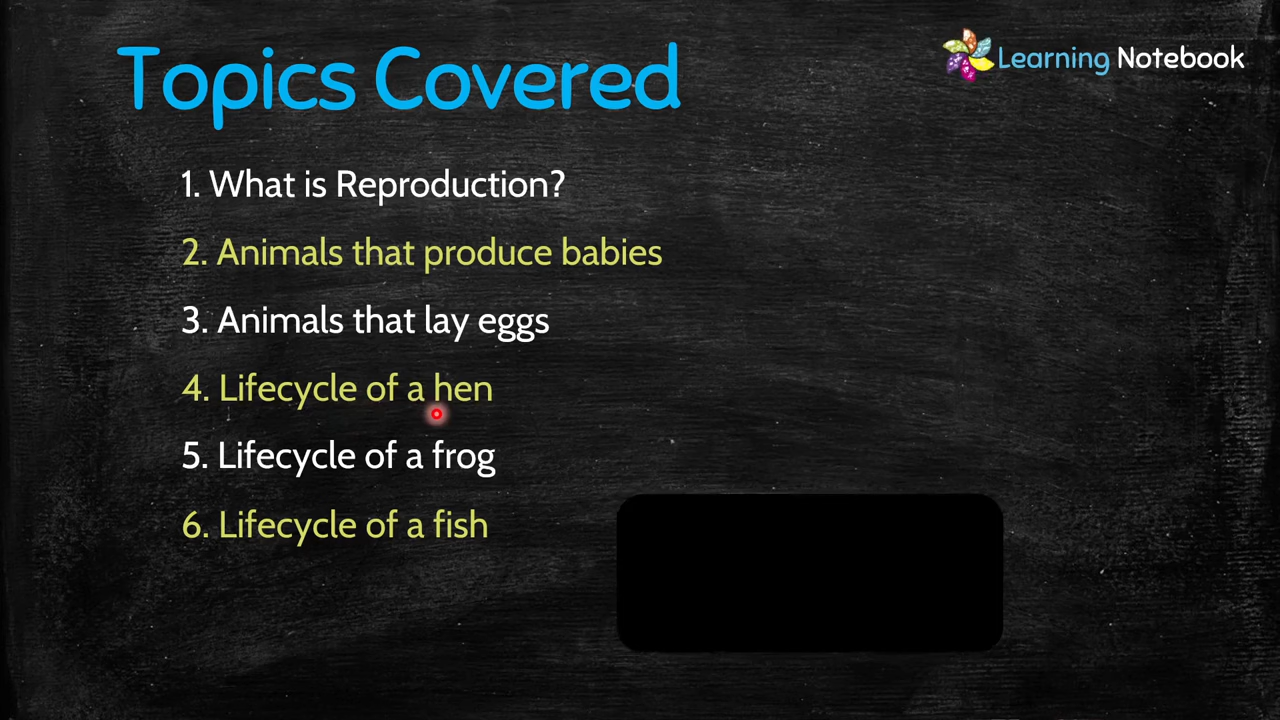 Topics Covered
Learning Notebook
1. What is Reproduction?
2. Animals that produce babies
3. Animals that lay eggs
4. Lifecycle of a hen
5. Lifecycle of a frog
6. Lifecycle of a fish